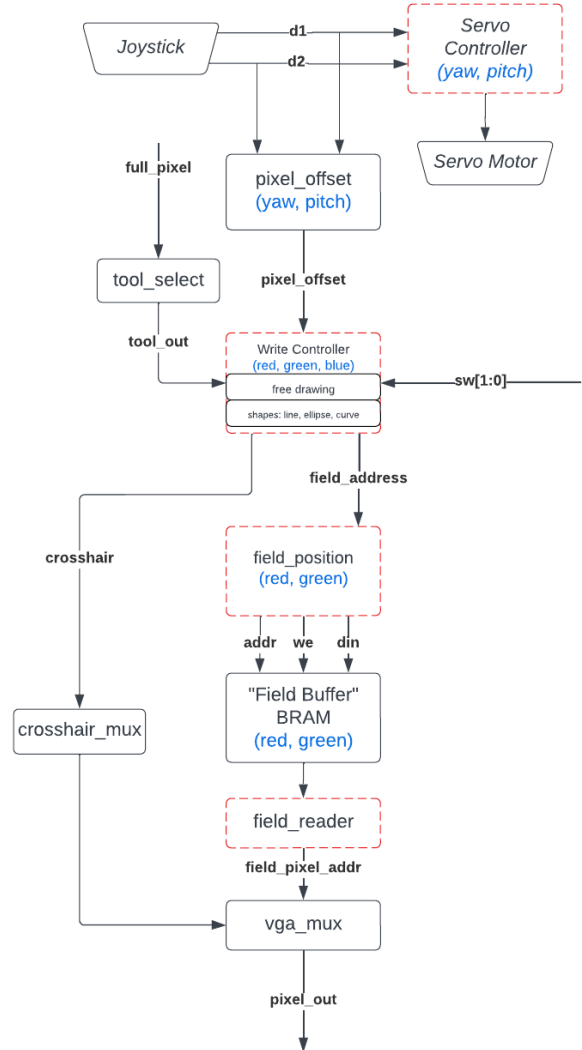 Joystick
d1
d2
Servo
Controller
(yaw, pitch)
Servo Motor
full_pixel
pixel_offset
(yaw, pitch)
tool_select
pixel_offset
tool_out
Write Controller
(red, green, blue)
free drawing
shapes: line, ellipse, curve
sw[1:0]
field_address
crosshair
field_position
(red, green)
addr
we
din
"Field Buffer"
BRAM
(red, green)
crosshair_mux
field_reader
field_pixel_addr
vga_mux
pixel_out